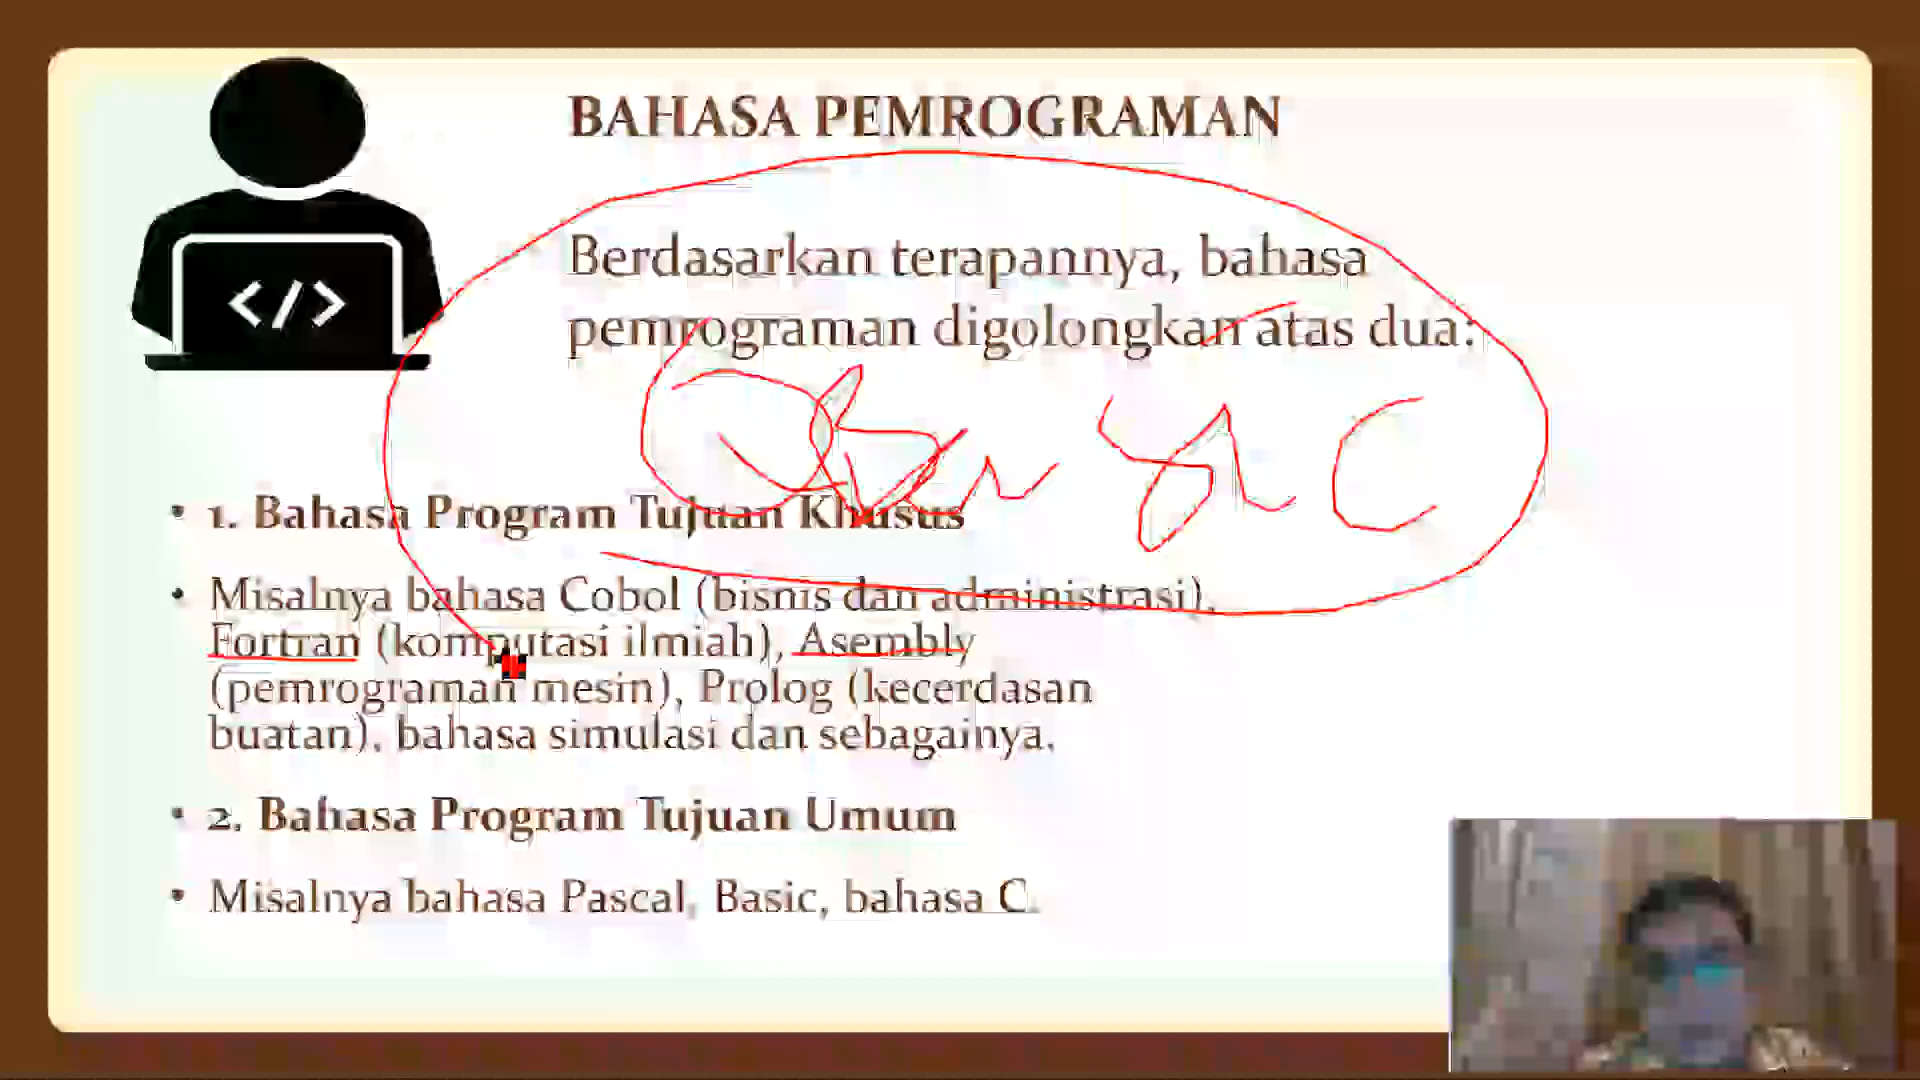 </>
BAHASA PEMROGRAMAN
Berdasarkan terapannya, bahasa
pemrograman digolongkan atas dua:
• 1. Bahasa Program Tujuan Khusus
• Misalnya bahasa Cobol (bisnis dan administrasi),
Fortran (komputasi ilmiah), Asembly
(pemrograman mesin), Prolog (kecerdasan
buatan), bahasa simulasi dan sebagainya.
• 2. Bahasa Program Tujuan Umum
• Misalnya bahasa Pascal, Basic, bahasa C.